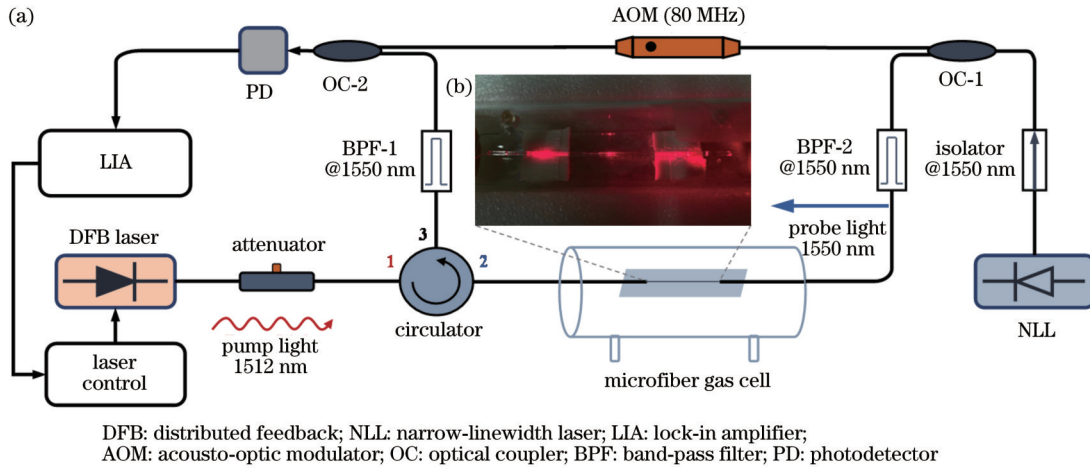 (a)
AOM (80 MHz)
PD
OC-2
OC-1
(b)
BPF-1
@1550 nm
BPF-2
@1550 nm
isolator
@1550 nm
LIA
probe light
1550 nm
DFB laser
attenuator
3
1
2
circulator
NLL
pump light
1512 nm
laser
control
microfiber gas cell
DFB: distributed feedback; NLL: narrow-linewidth laser; LIA: lock-in amplifier;
AOM: acousto-optic modulator; OC: optical coupler; BPF: band-pass filter; PD: photodetector